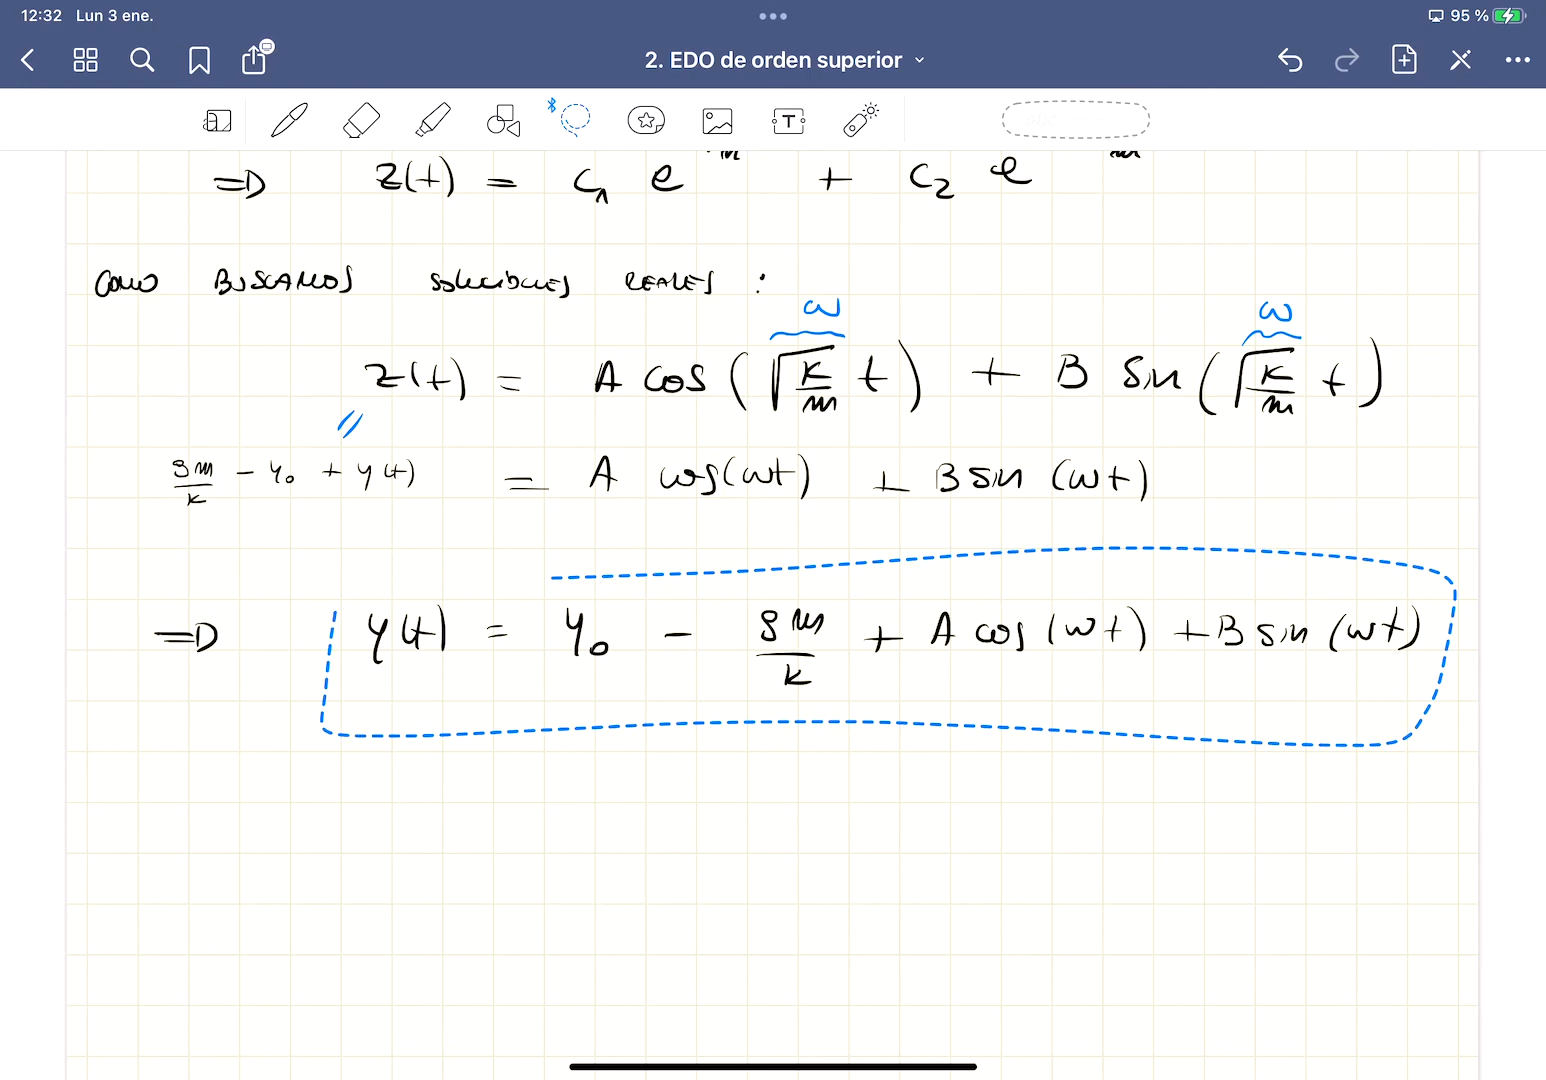 12:32 Lun 3 ene.
95 %
2. EDO de orden superior
T
=D z(t) = C₁ e + C₂ e
COMO BUSCAMOS soluciones REALES :
ω ω
z(t) = A cos(√(k/m) t) + B sin(√(k/m) t)
gm/k - y₀ + y(t) = A cos(ωt) + B sin(ωt)
=D y(t) = y₀ - gm/k + A cos(ωt) + B sin(ωt)